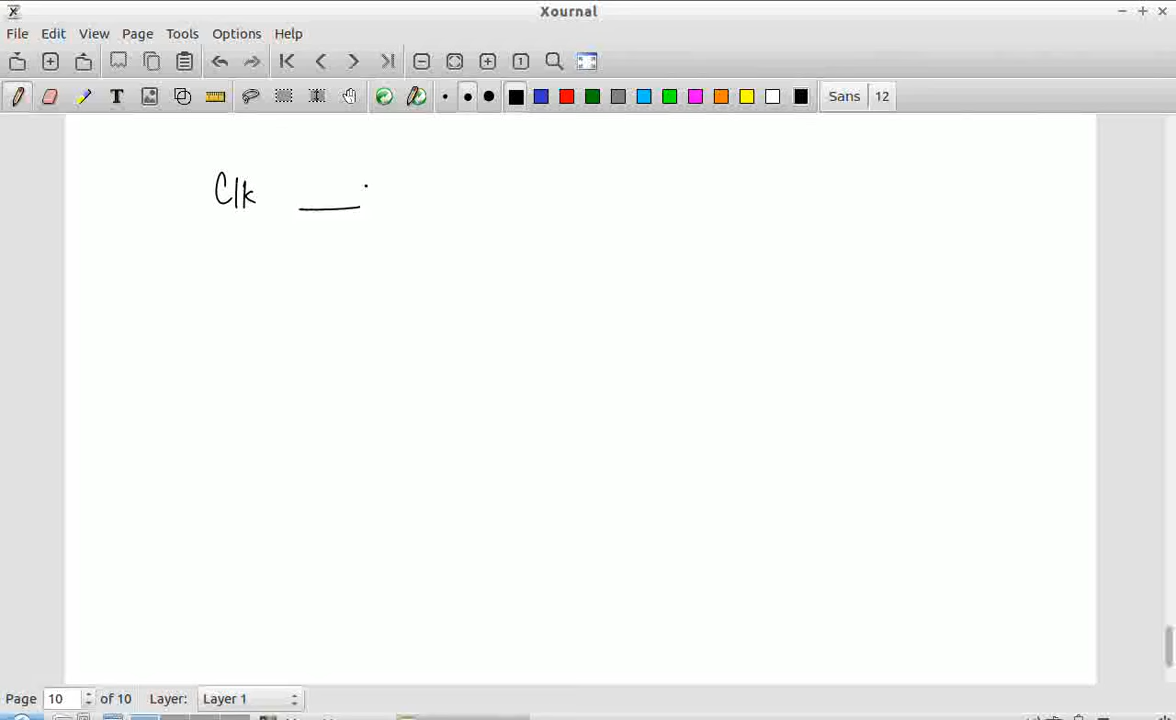 Xournal
File Edit View Page Tools Options Help
Sans 12
Clk
Page 10 of 10 Layer: Layer 1